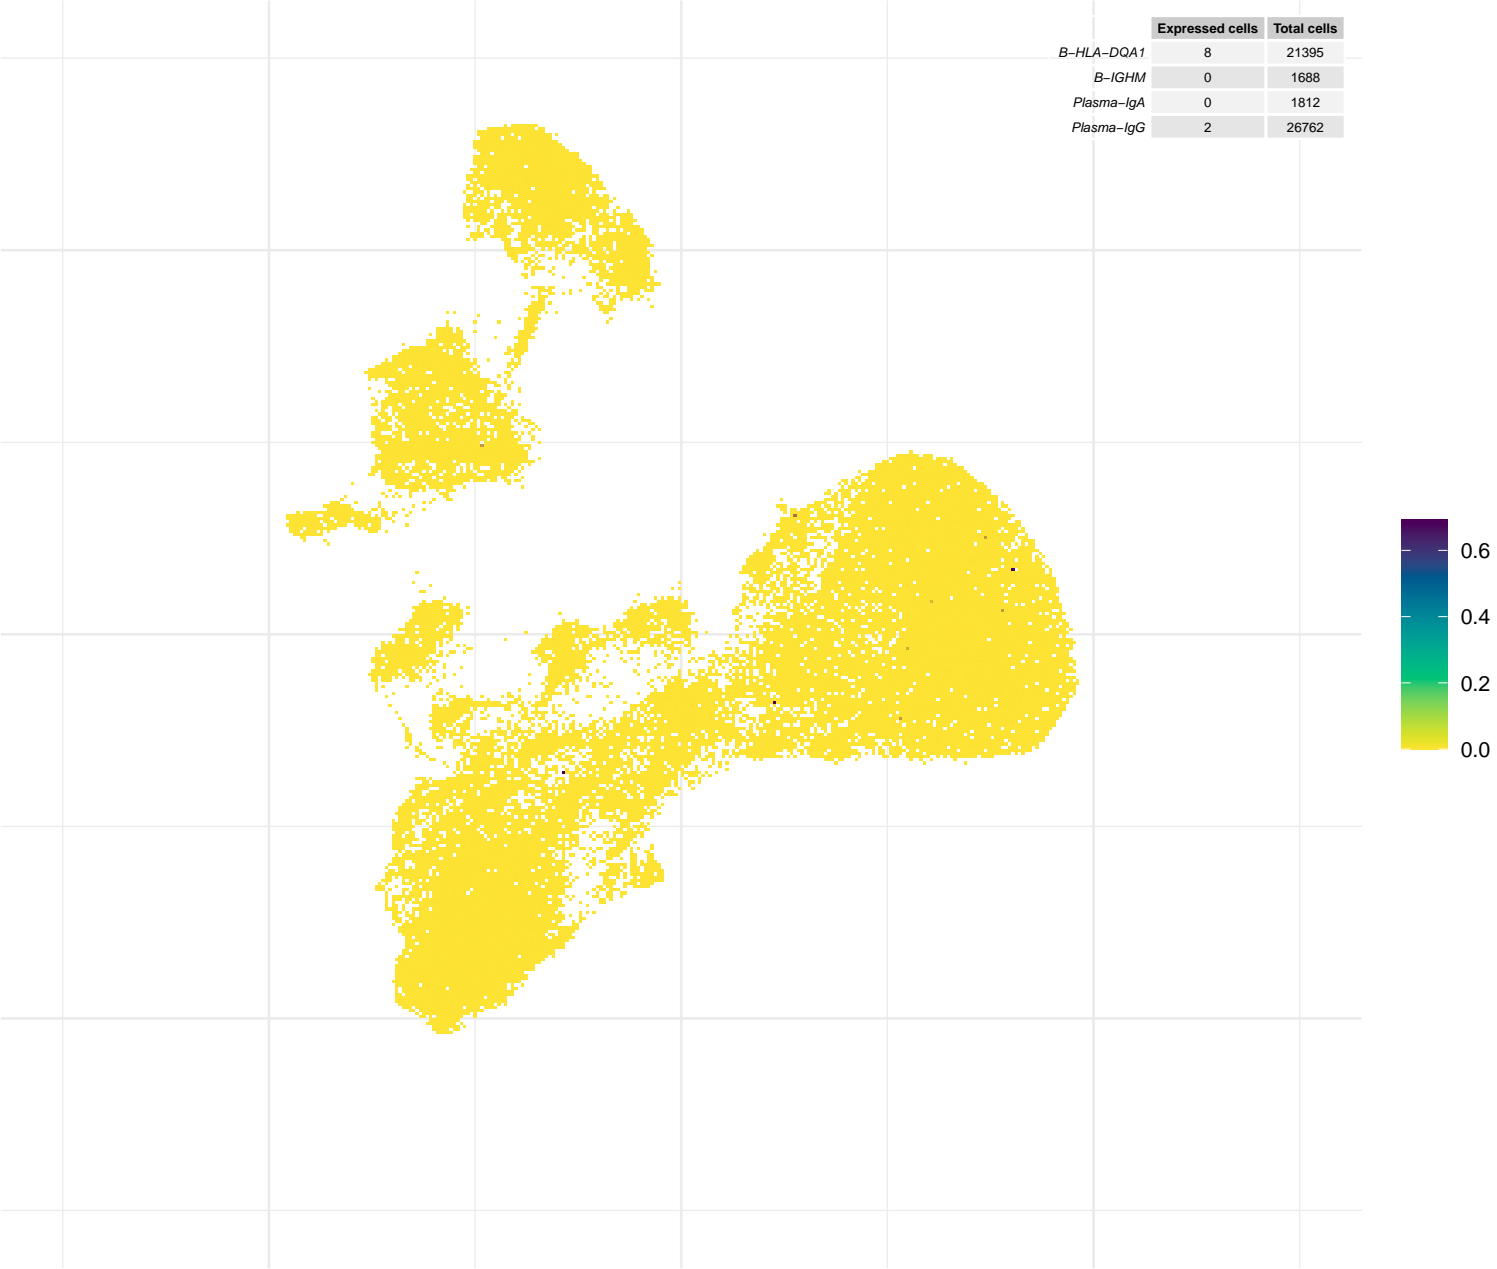 Expressed cells Total cells
B−HLA−DQA1 8 21395
B−IGHM 0 1688
Plasma−IgA 0 1812
Plasma−IgG 2 26762
0.6
0.4
0.2
0.0